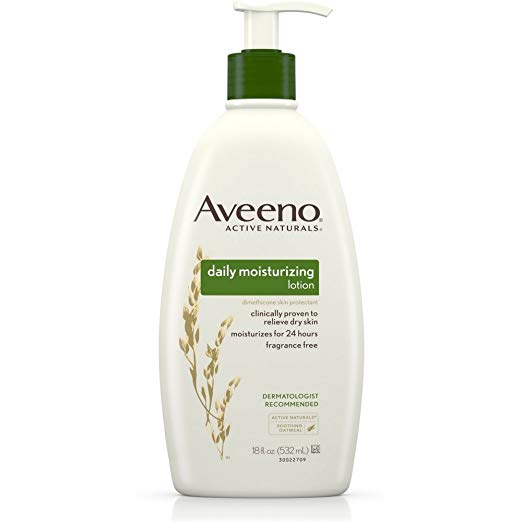 Aveeno®
ACTIVE NATURALS®
daily moisturizing
lotion
dimethicone skin protectant
clinically proven to
relieve dry skin
moisturizes for 24 hours
fragrance free
DERMATOLOGIST
RECOMMENDED
ACTIVE NATURALS®
SOOTHING
OATMEAL
18 fl. oz. (532 mL)
30022709